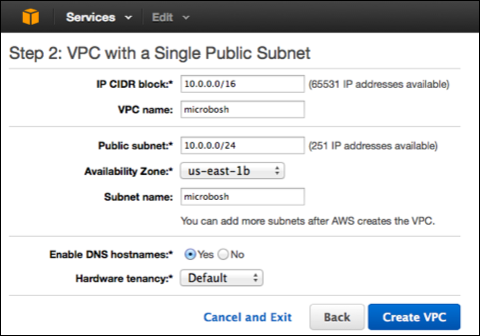 Services Edit
Step 2: VPC with a Single Public Subnet
IP CIDR block:* 10.0.0.0/16 (65531 IP addresses available)
VPC name: microbosh
Public subnet:* 10.0.0.0/24 (251 IP addresses available)
Availability Zone:* us-east-1b
Subnet name: microbosh
You can add more subnets after AWS creates the VPC.
Enable DNS hostnames:* Yes No
Hardware tenancy:* Default
Cancel and Exit Back Create VPC